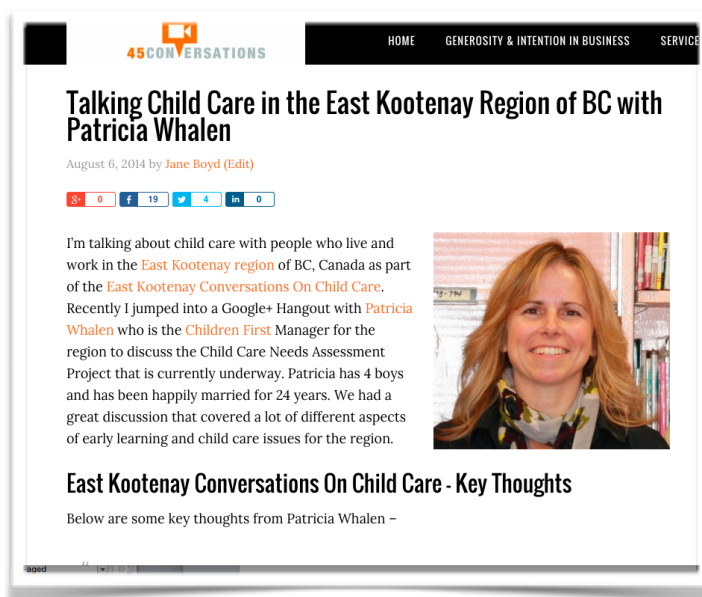 45CONVERSATIONS
HOME GENEROSITY & INTENTION IN BUSINESS SERVICE
Talking Child Care in the East Kootenay Region of BC with
Patricia Whalen
August 6, 2014 by Jane Boyd (Edit)
8+ 0 f 19 4 in 0
I'm talking about child care with people who live and
work in the East Kootenay region of BC, Canada as part
of the East Kootenay Conversations On Child Care.
Recently I jumped into a Google+ Hangout with Patricia
Whalen who is the Children First Manager for the
region to discuss the Child Care Needs Assessment
Project that is currently underway. Patricia has 4 boys
and has been happily married for 24 years. We had a
great discussion that covered a lot of different aspects
of early learning and child care issues for the region.
East Kootenay Conversations On Child Care - Key Thoughts
Below are some key thoughts from Patricia Whalen –
aged